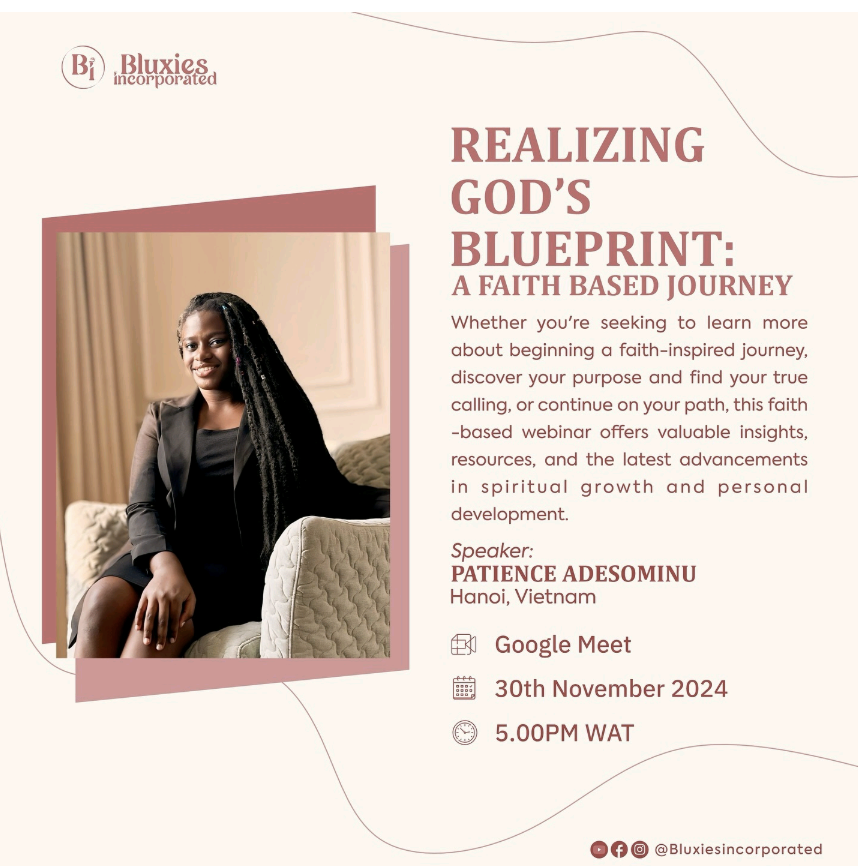 Bi Bluxies
incorporated
REALIZING
GOD'S
BLUEPRINT:
A FAITH BASED JOURNEY
Whether you're seeking to learn more
about beginning a faith-inspired journey,
discover your purpose and find your true
calling, or continue on your path, this faith
-based webinar offers valuable insights,
resources, and the latest advancements
in spiritual growth and personal
development.
Speaker:
PATIENCE ADESOMINU
Hanoi, Vietnam
Google Meet
30th November 2024
5.00PM WAT
@Bluxiesincorporated